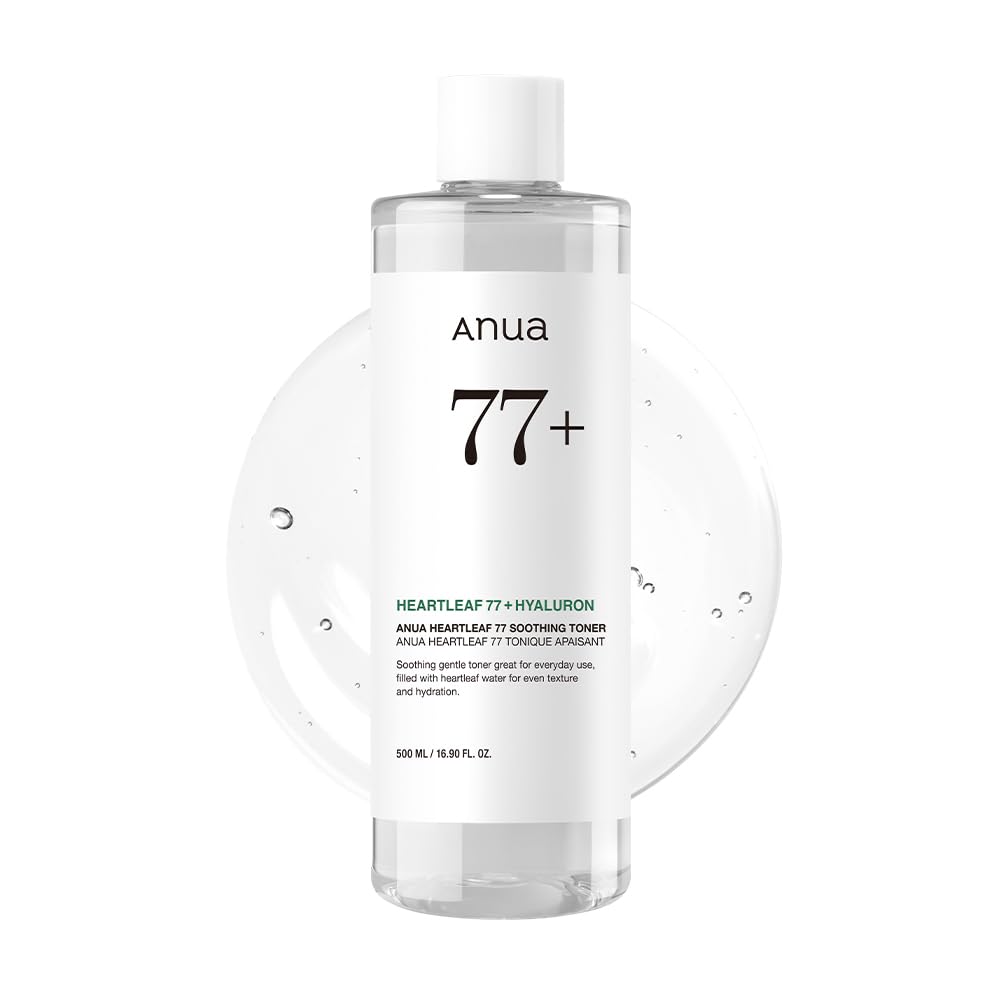 Anua
77+
HEARTLEAF 77 + HYALURON
ANUA HEARTLEAF 77 SOOTHING TONER
ANUA HEARTLEAF 77 TONIQUE APAISANT
Soothing gentle toner great for everyday use,
filled with heartleaf water for even texture
and hydration.
500 ML / 16.90 FL. OZ.